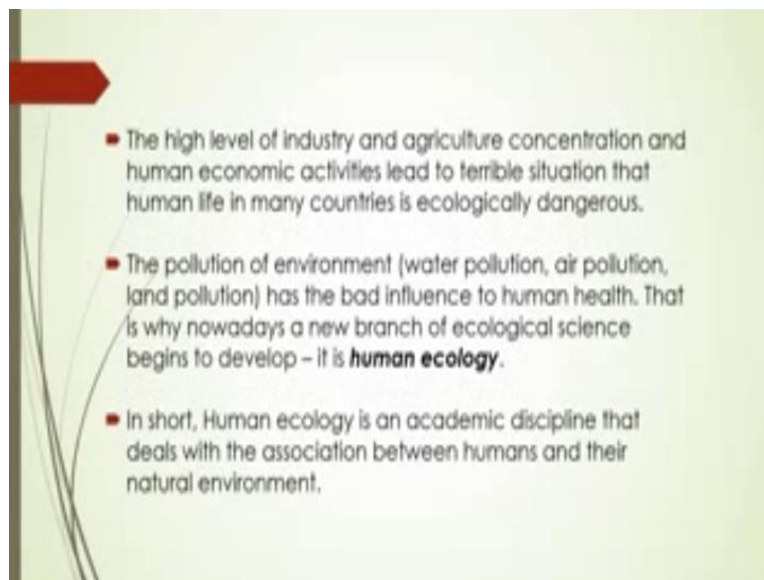 The high level of industry and agriculture concentration and
human economic activities lead to terrible situation that
human life in many countries is ecologically dangerous.
The pollution of environment (water pollution, air pollution,
land pollution) has the bad influence to human health. That
is why nowadays a new branch of ecological science
begins to develop – it is human ecology.
In short, Human ecology is an academic discipline that
deals with the association between humans and their
natural environment.